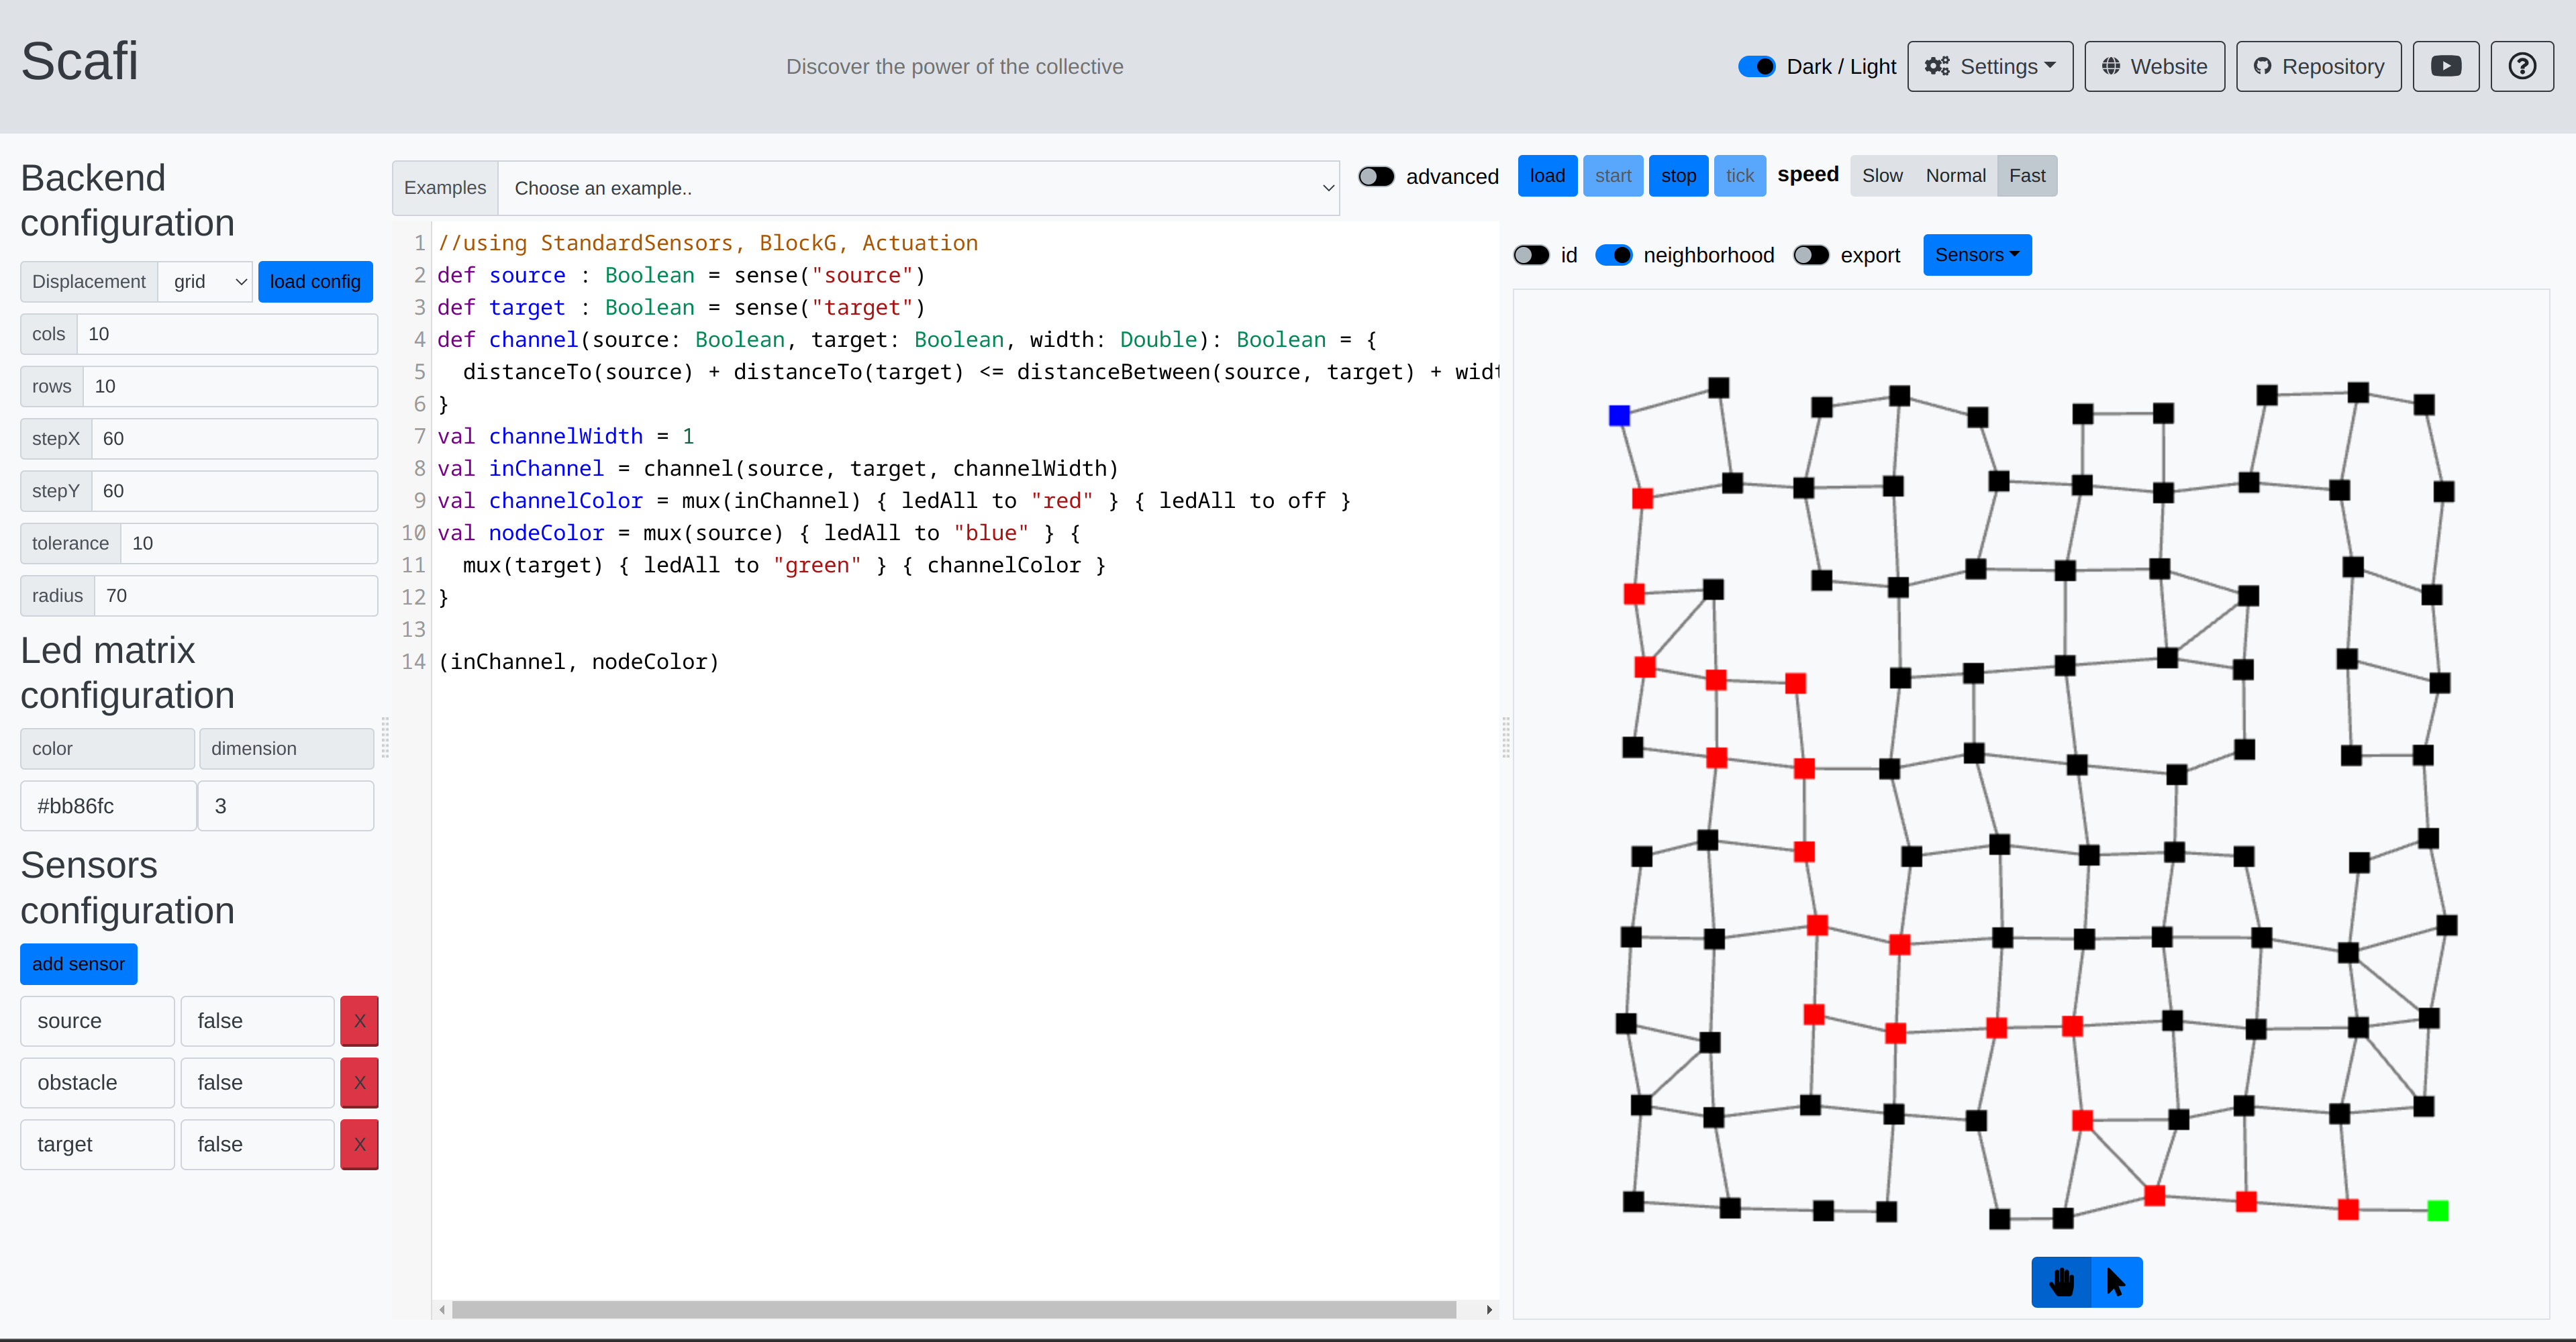 Scafi
Discover the power of the collective
Dark / Light
Settings
Website
Repository
Backend
configuration
Displacement
grid
load config
cols
10
rows
10
stepX
60
stepY
60
tolerance
10
radius
70
Led matrix
configuration
color
dimension
#bb86fc
3
Sensors
configuration
add sensor
source
false
X
obstacle
false
X
target
false
X
Examples
Choose an example..
advanced
1 //using StandardSensors, BlockG, Actuation
2 def source : Boolean = sense("source")
3 def target : Boolean = sense("target")
4 def channel(source: Boolean, target: Boolean, width: Double): Boolean = {
5 distanceTo(source) + distanceTo(target) <= distanceBetween(source, target) + widt
6 }
7 val channelWidth = 1
8 val inChannel = channel(source, target, channelWidth)
9 val channelColor = mux(inChannel) { ledAll to "red" } { ledAll to off }
10 val nodeColor = mux(source) { ledAll to "blue" } {
11 mux(target) { ledAll to "green" } { channelColor }
12 }
13
14 (inChannel, nodeColor)
load
start
stop
tick
speed
Slow
Normal
Fast
id
neighborhood
export
Sensors